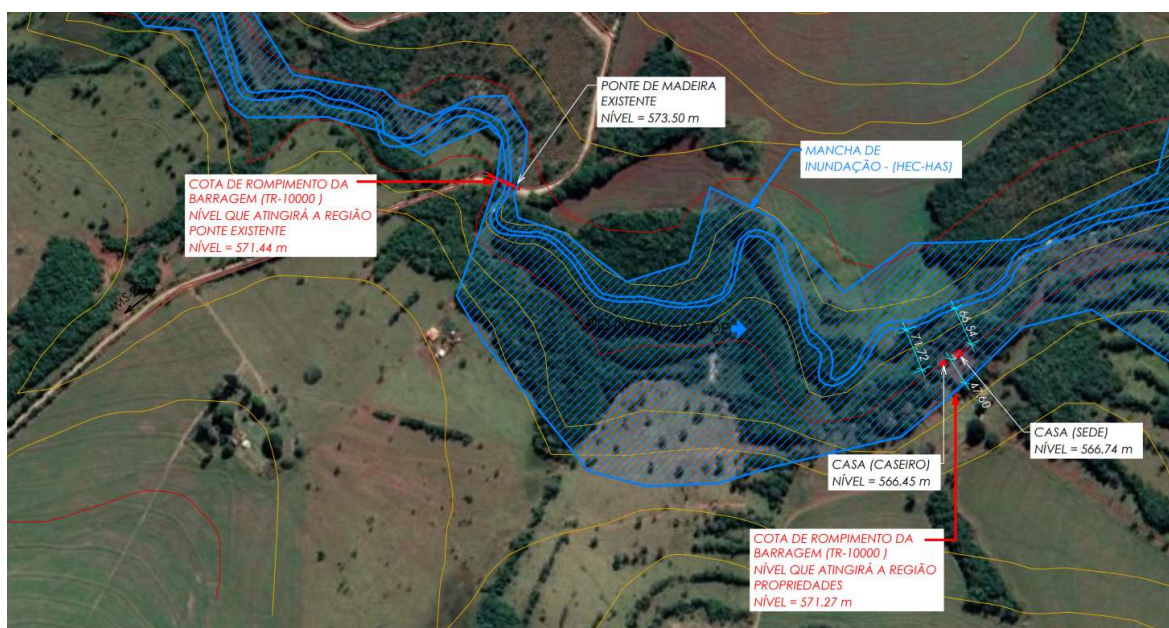 PONTE DE MADEIRA
EXISTENTE
NÍVEL = 573.50 m
MANCHA DE
INUNDAÇÃO - (HEC-HAS)
COTA DE ROMPIMENTO DA
BARRAGEM (TR-10000 )
NÍVEL QUE ATINGIRÁ A REGIÃO
PONTE EXISTENTE
NÍVEL = 571.44 m
66.54
71.72
47.60
CASA (SEDE)
NÍVEL = 566.74 m
CASA (CASEIRO)
NÍVEL = 566.45 m
COTA DE ROMPIMENTO DA
BARRAGEM (TR-10000 )
NÍVEL QUE ATINGIRÁ A REGIÃO
PROPRIEDADES
NÍVEL = 571.27 m